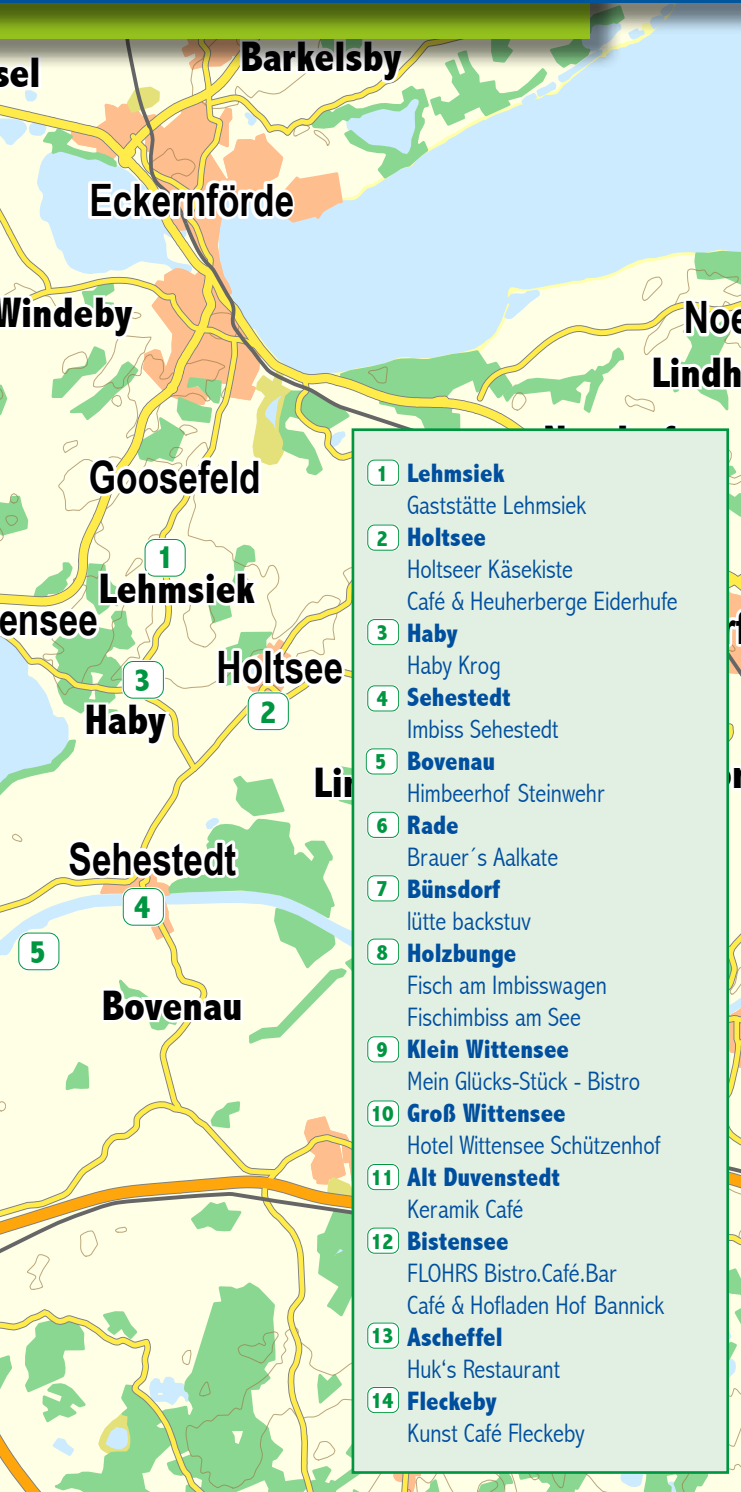 Barkelsby
sel
Eckernförde
Windeby
Noe
Lindh
Goosefeld
1
Lehmsiek
ensee
Holtsee
3
2
Haby
Lin
Sehestedt
4
5
Bovenau
1 Lehmsiek
Gaststätte Lehmsiek
2 Holtsee
Holtseer Käsekiste
Café & Heuherberge Eiderhufe
3 Haby
Haby Krog
4 Sehestedt
Imbiss Sehestedt
5 Bovenau
Himbeerhof Steinwehr
6 Rade
Brauer´s Aalkate
7 Bünsdorf
lütte backstuv
8 Holzbunge
Fisch am Imbisswagen
Fischimbiss am See
9 Klein Wittensee
Mein Glücks-Stück - Bistro
10 Groß Wittensee
Hotel Wittensee Schützenhof
11 Alt Duvenstedt
Keramik Café
12 Bistensee
FLOHRS Bistro.Café.Bar
Café & Hofladen Hof Bannick
13 Ascheffel
Huk‘s Restaurant
14 Fleckeby
Kunst Café Fleckeby